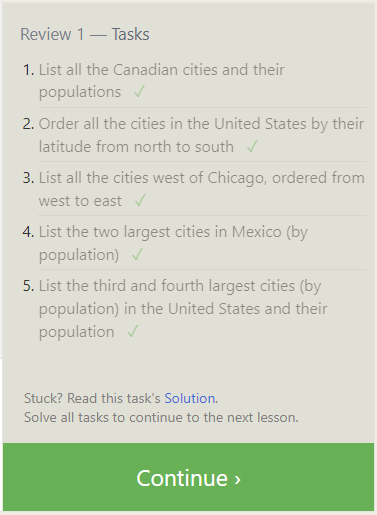 Review 1 — Tasks
1. List all the Canadian cities and their
populations ✓
2. Order all the cities in the United States by their
latitude from north to south ✓
3. List all the cities west of Chicago, ordered from
west to east ✓
4. List the two largest cities in Mexico (by
population) ✓
5. List the third and fourth largest cities (by
population) in the United States and their
population ✓
Stuck? Read this task's Solution.
Solve all tasks to continue to the next lesson.
Continue ›